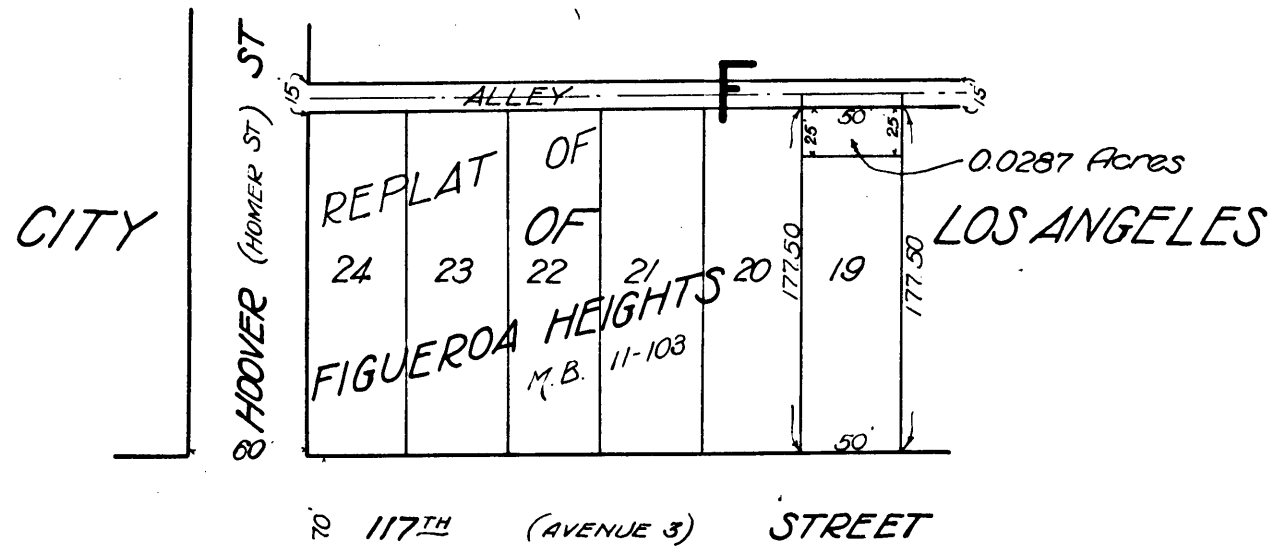 ALLEY
F
15
15
HOOVER (HOMER ST) ST
60
CITY OF LOS ANGELES
REPLAT OF
FIGUEROA HEIGHTS
M.B. 11-103
24 23 22 21 20 19
50'
25'
25'
0.0287 Acres
177.50
177.50
50'
70' 117TH (AVENUE 3) STREET